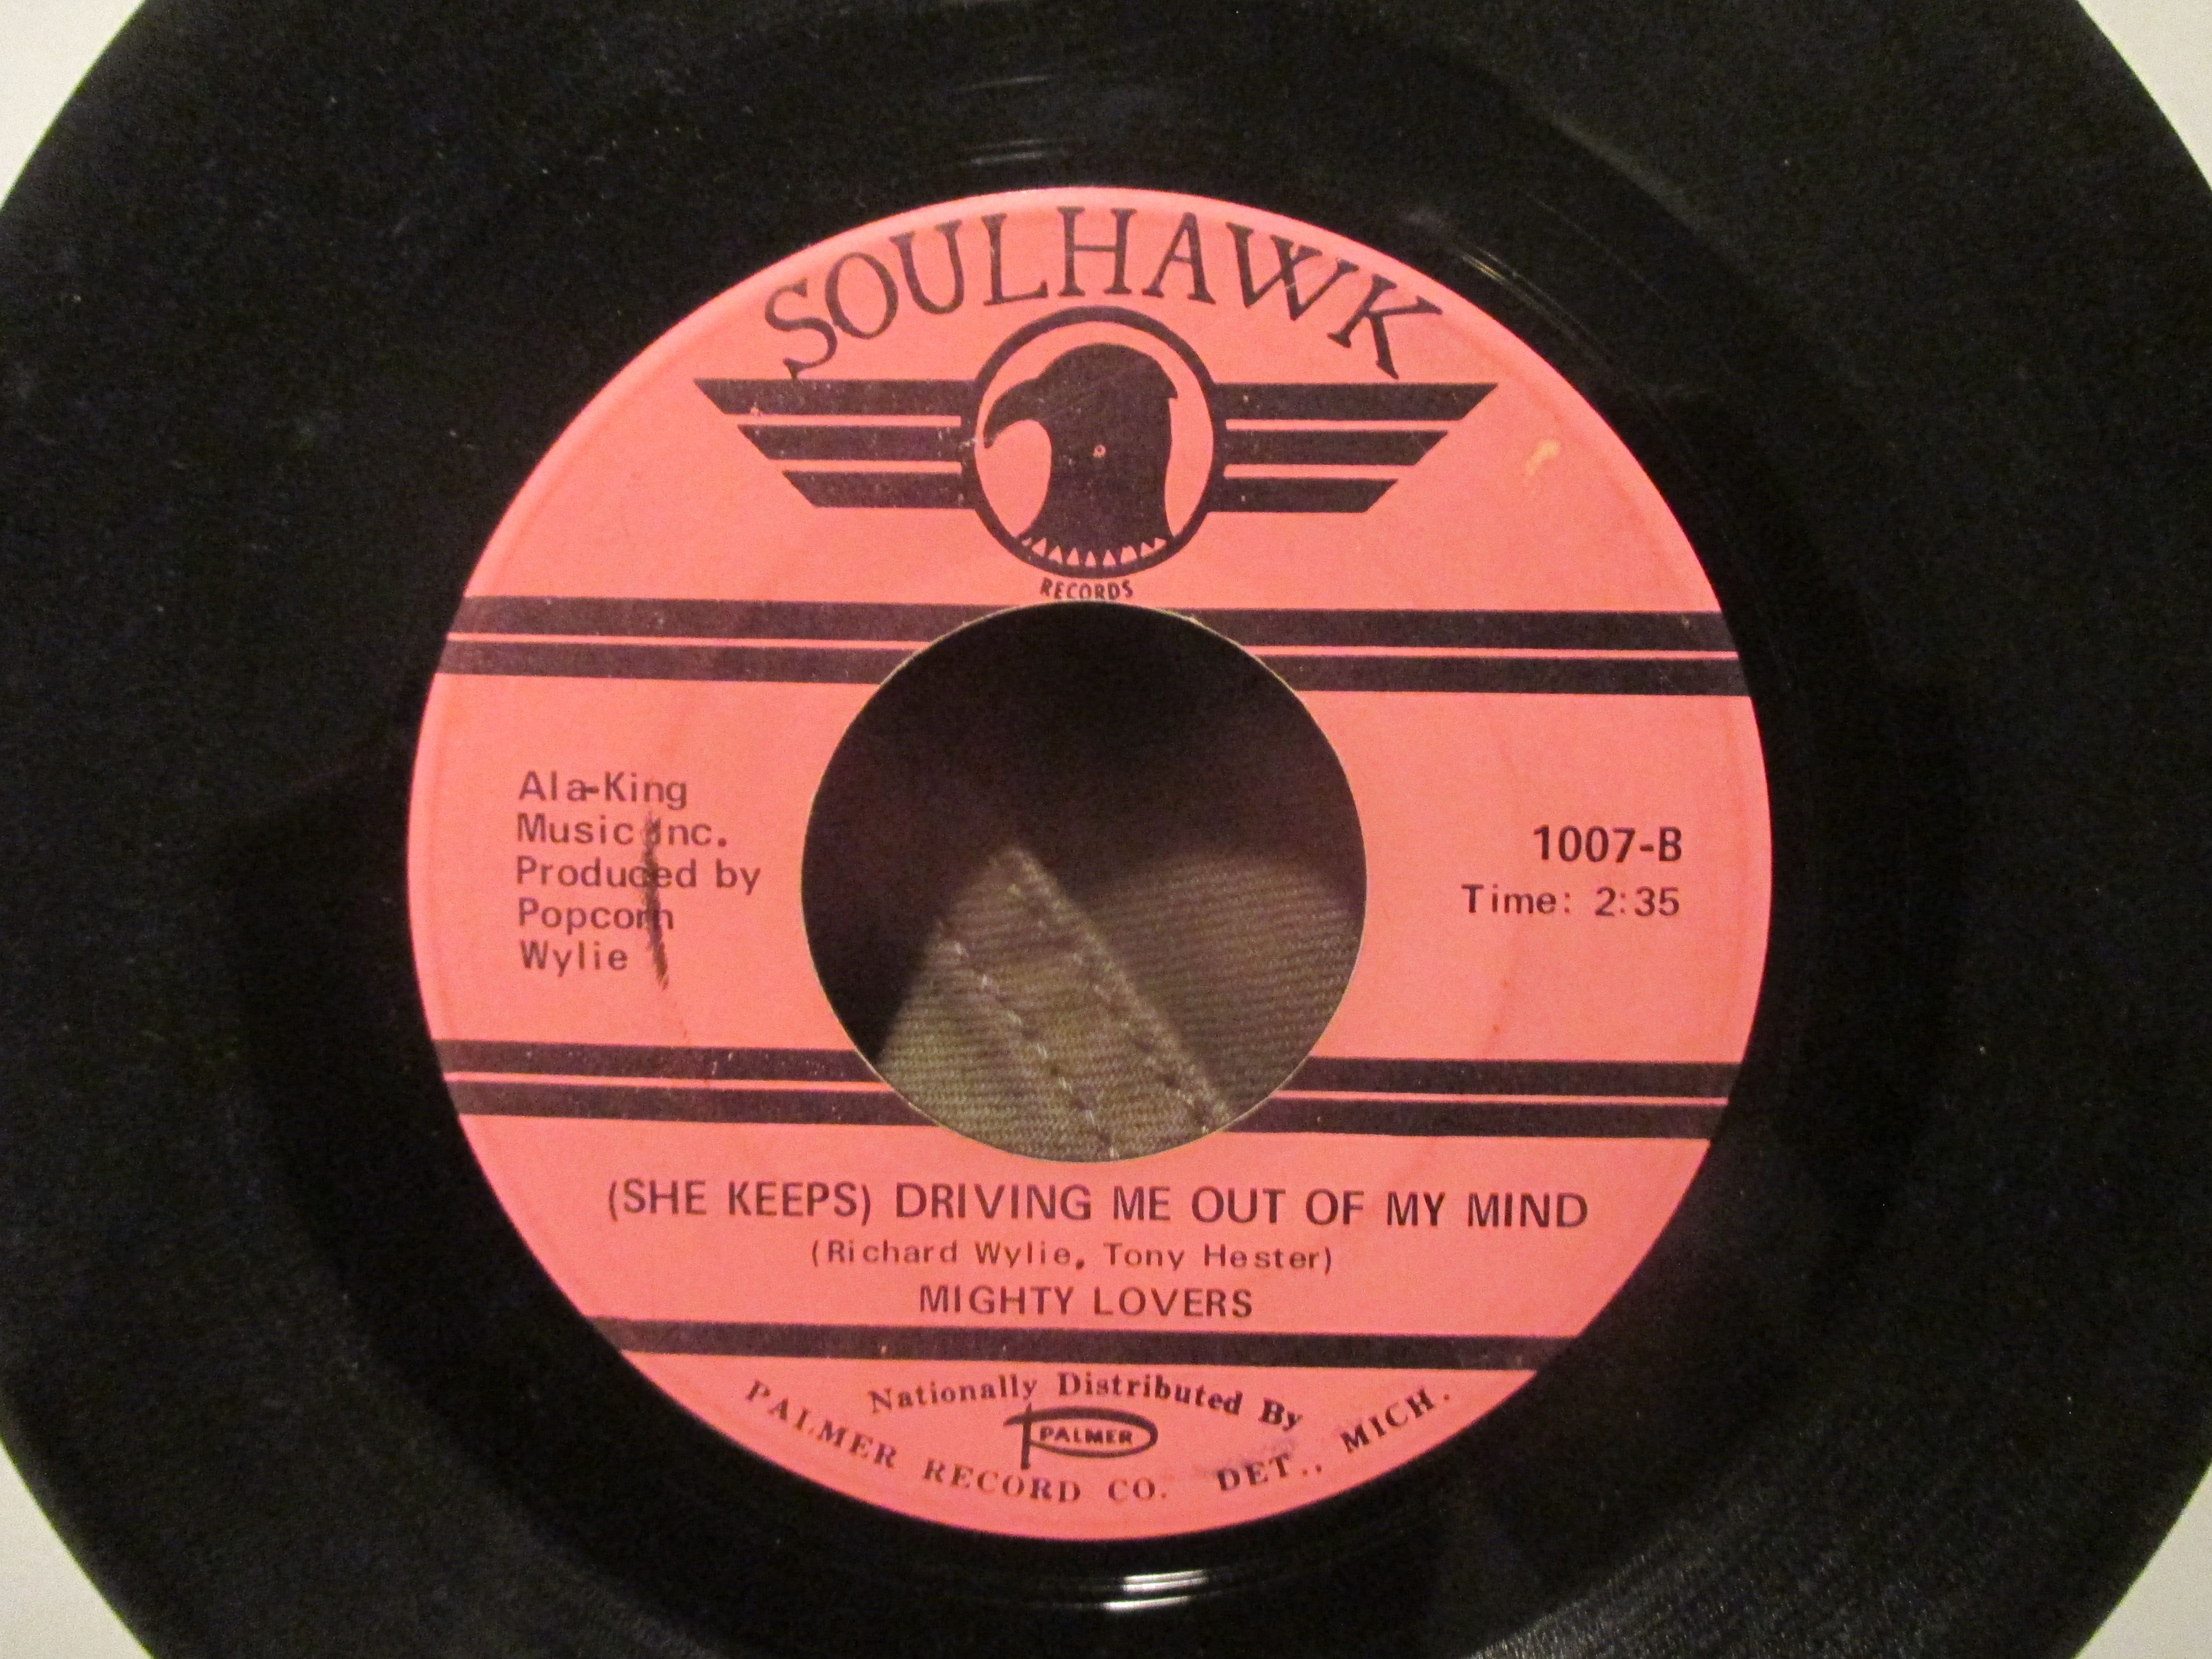 SOULHAWK
RECORDS
Ala-King
Music Inc.
Produced by
Popcorn
Wylie
1007-B
Time: 2:35
(SHE KEEPS) DRIVING ME OUT OF MY MIND
(Richard Wylie, Tony Hester)
MIGHTY LOVERS
Nationally Distributed By
PALMER
PALMER RECORD CO. DET., MICH.